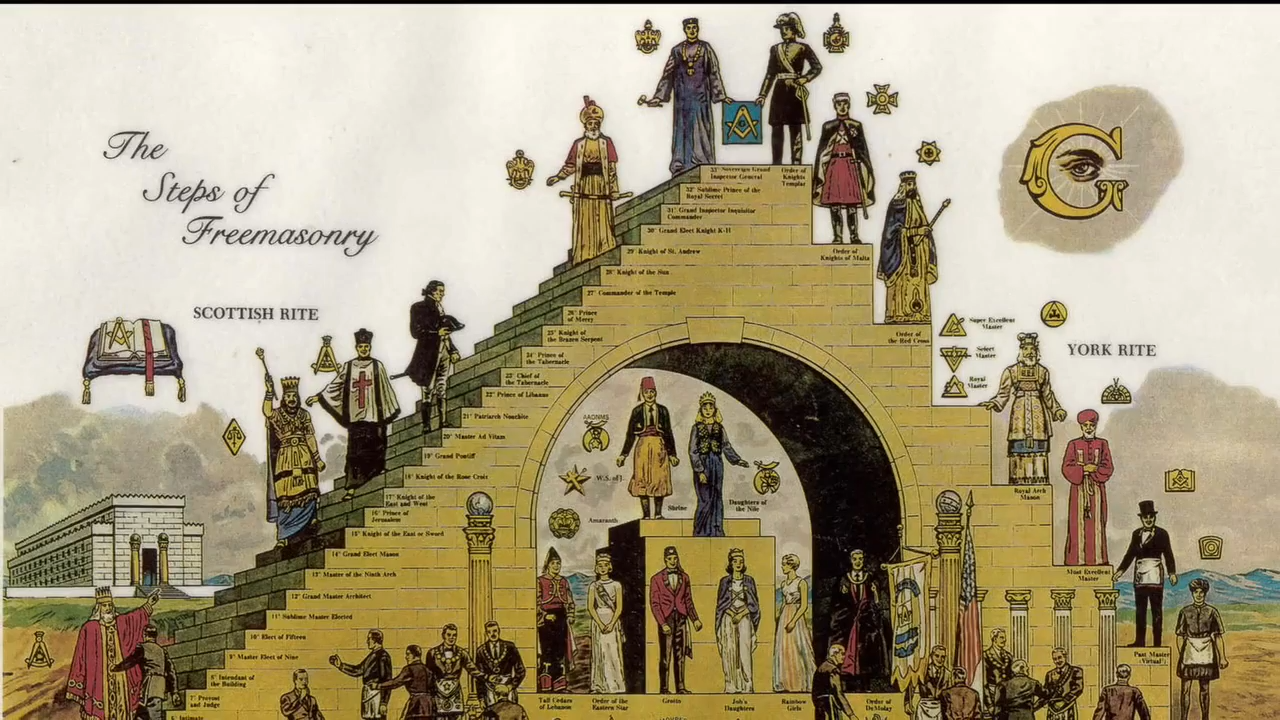 The
Steps of
Freemasonry
SCOTTISH RITE
YORK RITE
G
33° Sovereign Grand
Inspector General
Order of
Knights
Templar
32° Sublime Prince of the
Royal Secret
31° Grand Inspector Inquisitor
Commander
30° Grand Elect Knight K-H
29° Knight of St. Andrew
28° Knight of the Sun
27° Commander of the Temple
26° Prince
of Mercy
25° Knight of
the Brazen Serpent
24° Prince of
the Tabernacle
23° Chief of
the Tabernacle
22° Prince of Libanus
21° Patriarch Noachite
20° Master Ad Vitam
19° Grand Pontiff
18° Knight of the Rose Croix
17° Knight of the
East and West
16° Prince of
Jerusalem
15° Knight of the East or Sword
14° Grand Elect Mason
13° Master of the Ninth Arch
12° Grand Master Architect
11° Sublime Master Elected
10° Elect of Fifteen
9° Master Elect of Nine
8° Intendant of
the Building
7° Provost
and Judge
6° Intimate
Order of
Knights of Malta
Order of
the Red Cross
Super Excellent
Master
Select
Master
Royal
Master
Royal Arch
Mason
Most Excellent
Master
Past Master
(Virtual)
AAONMS
W.S. of J.
Amaranth
Shrine
Daughters of
the Nile
Tall Cedars
of Lebanon
Order of the
Eastern Star
Grotto
Job's
Daughters
Rainbow
Girls
Order of
DeMolay